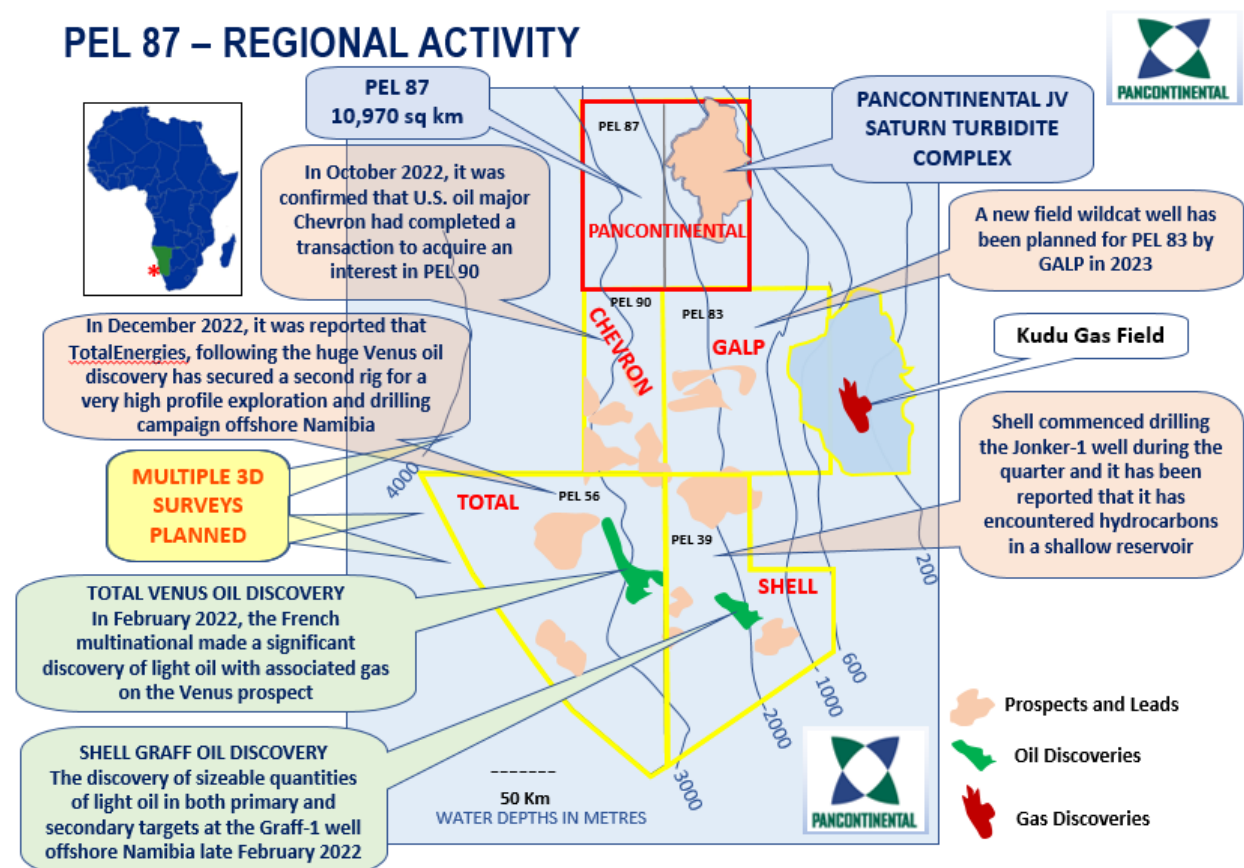 PEL 87 – REGIONAL ACTIVITY
PANCONTINENTAL
PEL 87
10,970 sq km
PEL 87
PANCONTINENTAL JV
SATURN TURBIDITE
COMPLEX
In October 2022, it was
confirmed that U.S. oil major
Chevron had completed a
transaction to acquire an
interest in PEL 90
PANCONTINENTAL
A new field wildcat well has
been planned for PEL 83 by
GALP in 2023
*
PEL 90
PEL 83
CHEVRON
GALP
Kudu Gas Field
In December 2022, it was reported that
TotalEnergies, following the huge Venus oil
discovery has secured a second rig for a
very high profile exploration and drilling
campaign offshore Namibia
Shell commenced drilling
the Jonker-1 well during the
quarter and it has been
reported that it has
encountered hydrocarbons
in a shallow reservoir
MULTIPLE 3D
SURVEYS
PLANNED
4000
TOTAL
PEL 56
PEL 39
SHELL
200
TOTAL VENUS OIL DISCOVERY
In February 2022, the French
multinational made a significant
discovery of light oil with associated gas
on the Venus prospect
600
1000
2000
3000
SHELL GRAFF OIL DISCOVERY
The discovery of sizeable quantities
of light oil in both primary and
secondary targets at the Graff-1 well
offshore Namibia late February 2022
50 Km
WATER DEPTHS IN METRES
PANCONTINENTAL
Prospects and Leads
Oil Discoveries
Gas Discoveries